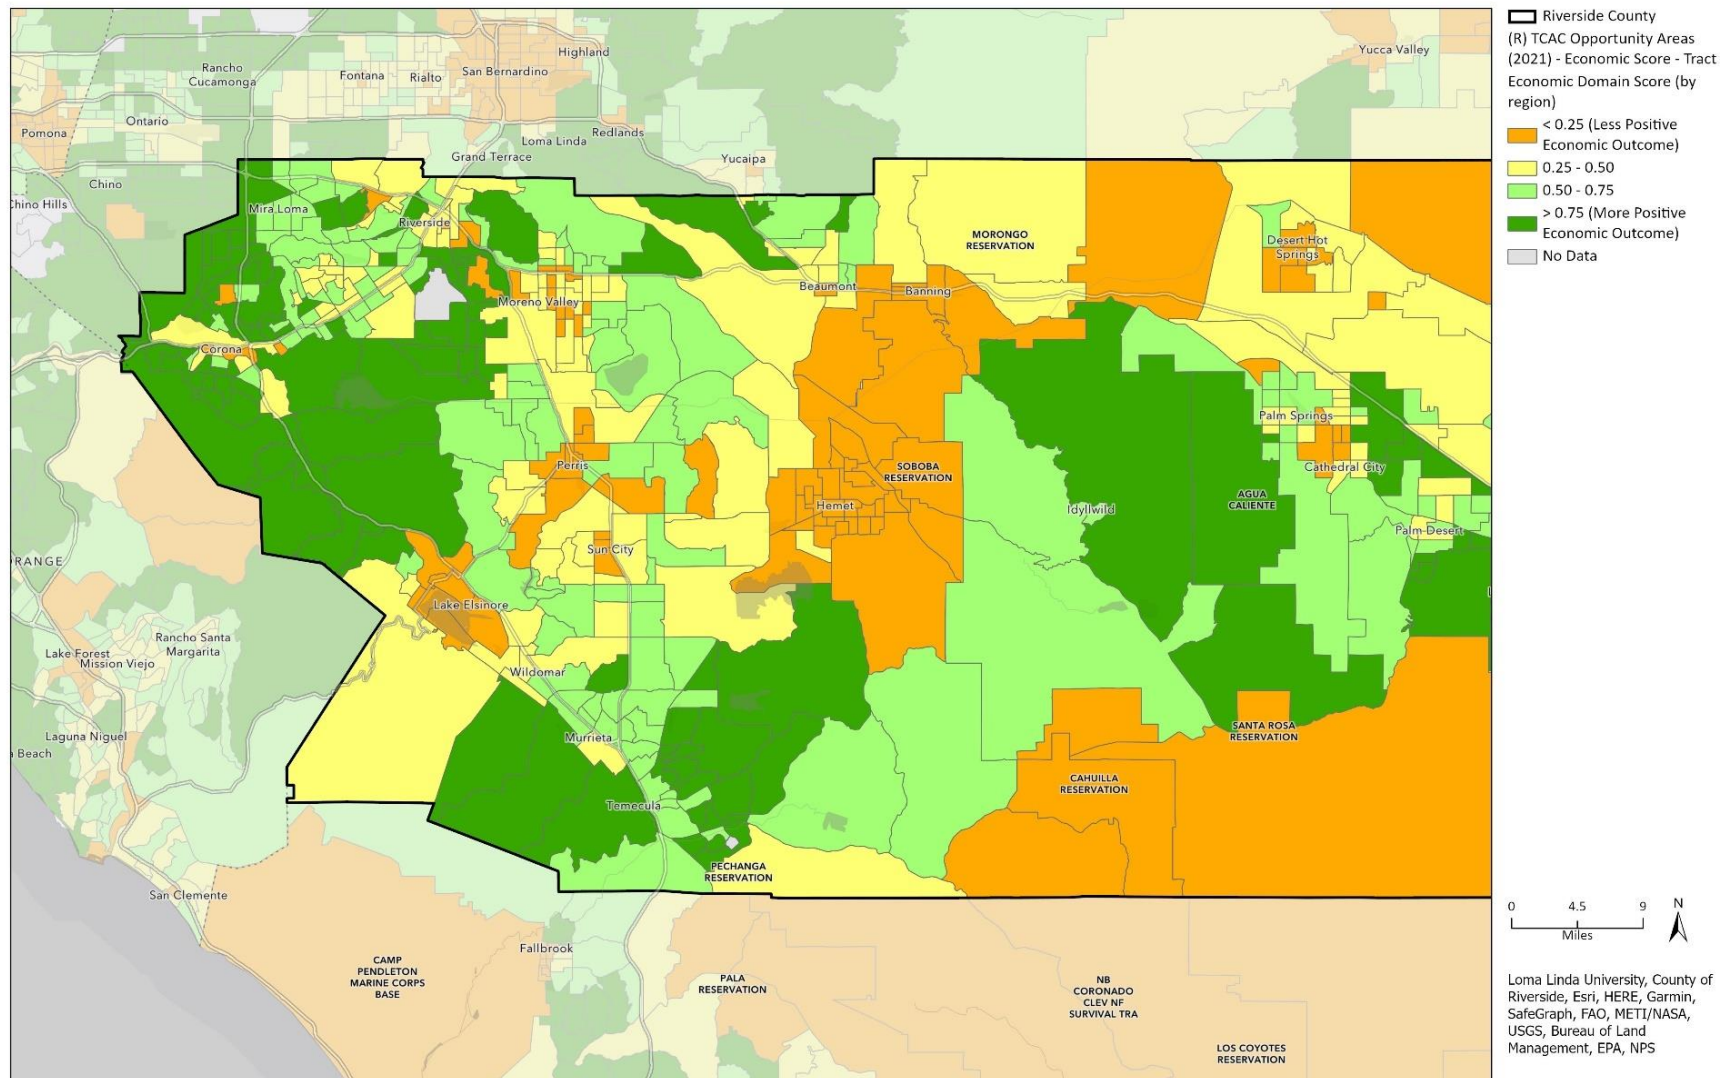 Highland
Yucca Valley
Rancho
Cucamonga
Fontana
Rialto
San Bernardino
Ontario
Pomona
Redlands
Loma Linda
Grand Terrace
Yucaipa
Chino
Chino Hills
Mira Loma
Riverside
MORONGO
RESERVATION
Desert Hot
Springs
Beaumont
Banning
Moreno Valley
Corona
Palm Springs
Perris
SOBOBA
RESERVATION
Cathedral City
Hemet
Idyllwild
AGUA
CALIENTE
Palm Desert
Sun City
RANGE
Lake Elsinore
Rancho Santa
Margarita
Lake Forest
Mission Viejo
Wildomar
Laguna Niguel
a Beach
Murrieta
SANTA ROSA
RESERVATION
CAHUILLA
RESERVATION
Temecula
PECHANGA
RESERVATION
San Clemente
Fallbrook
CAMP
PENDLETON
MARINE CORPS
BASE
PALA
RESERVATION
NB
CORONADO
CLEV NF
SURVIVAL TRA
LOS COYOTES
RESERVATION
Riverside County
(R) TCAC Opportunity Areas
(2021) - Economic Score - Tract
Economic Domain Score (by
region)
< 0.25 (Less Positive
Economic Outcome)
0.25 - 0.50
0.50 - 0.75
> 0.75 (More Positive
Economic Outcome)
No Data
0 4.5 9
Miles
N
Loma Linda University, County of
Riverside, Esri, HERE, Garmin,
SafeGraph, FAO, METI/NASA,
USGS, Bureau of Land
Management, EPA, NPS